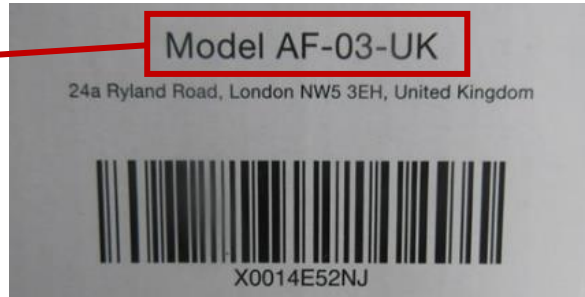 Model AF-03-UK
24a Ryland Road, London NW5 3EH, United Kingdom
X0014E52NJ